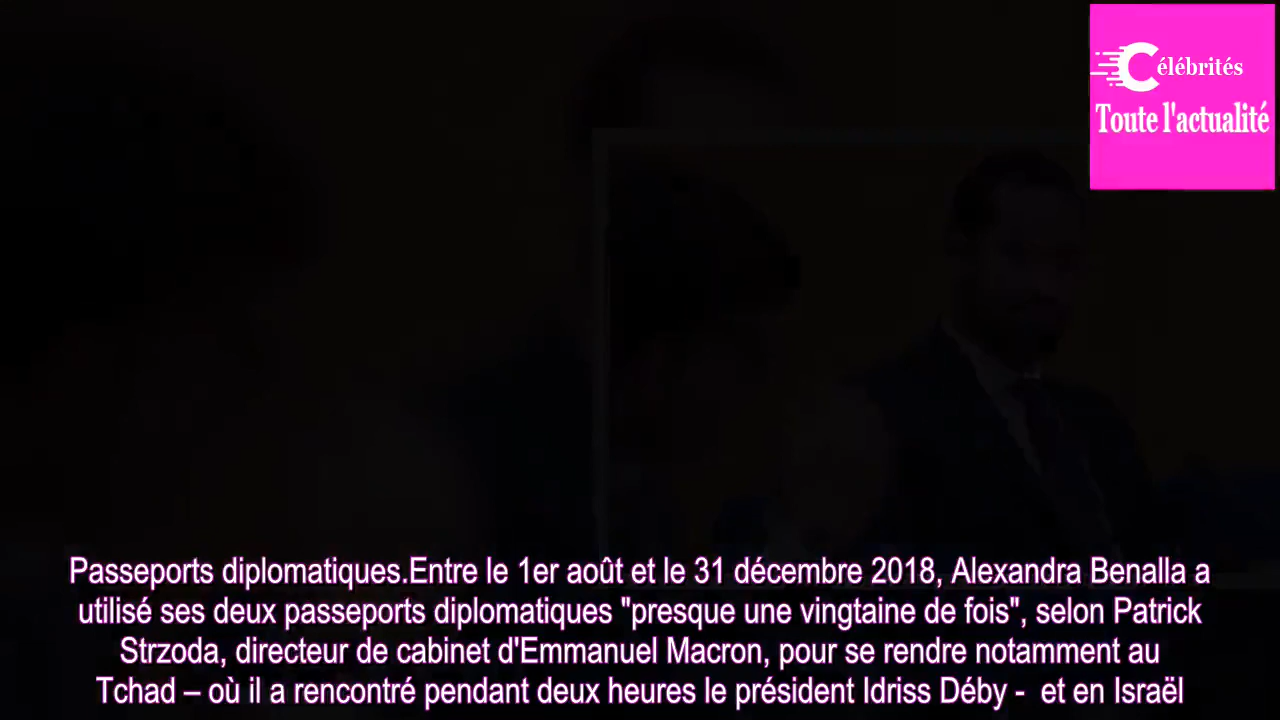 Célébrités
Toute l'actualité
Passeports diplomatiques.Entre le 1er août et le 31 décembre 2018, Alexandra Benalla a
utilisé ses deux passeports diplomatiques "presque une vingtaine de fois", selon Patrick
Strzoda, directeur de cabinet d'Emmanuel Macron, pour se rendre notamment au
Tchad – où il a rencontré pendant deux heures le président Idriss Déby -  et en Israël